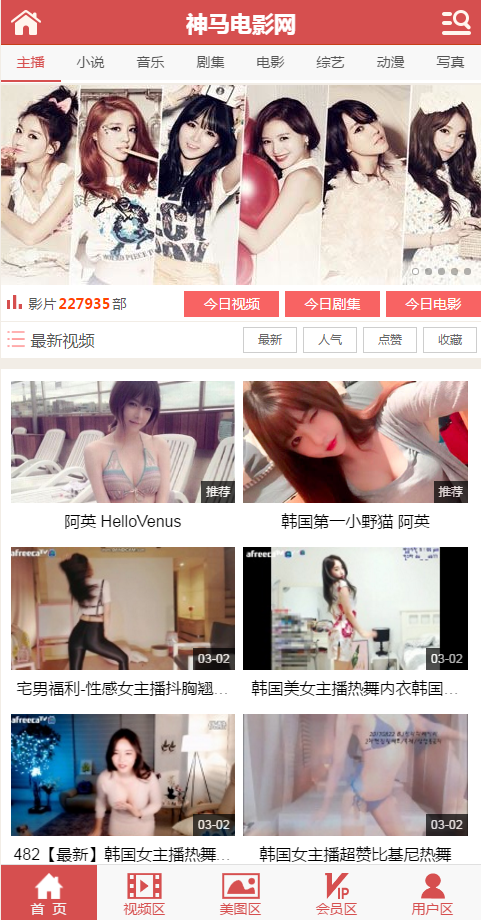 神马电影网
主播 小说 音乐 剧集 电影 综艺 动漫 写真
影片 227935 部 今日视频 今日剧集 今日电影
最新视频 最新 人气 点赞 收藏
推荐 推荐
阿英 HelloVenus 韩国第一小野猫 阿英
afreecaTV afreecaTV
03-02 03-02
宅男福利-性感女主播抖胸翘... 韩国美女主播热舞内衣韩国...
afreecaTV
03-02 03-02
482【最新】韩国女主播热舞... 韩国女主播超赞比基尼热舞
首 页 视频区 美图区 VIP 会员区 用户区